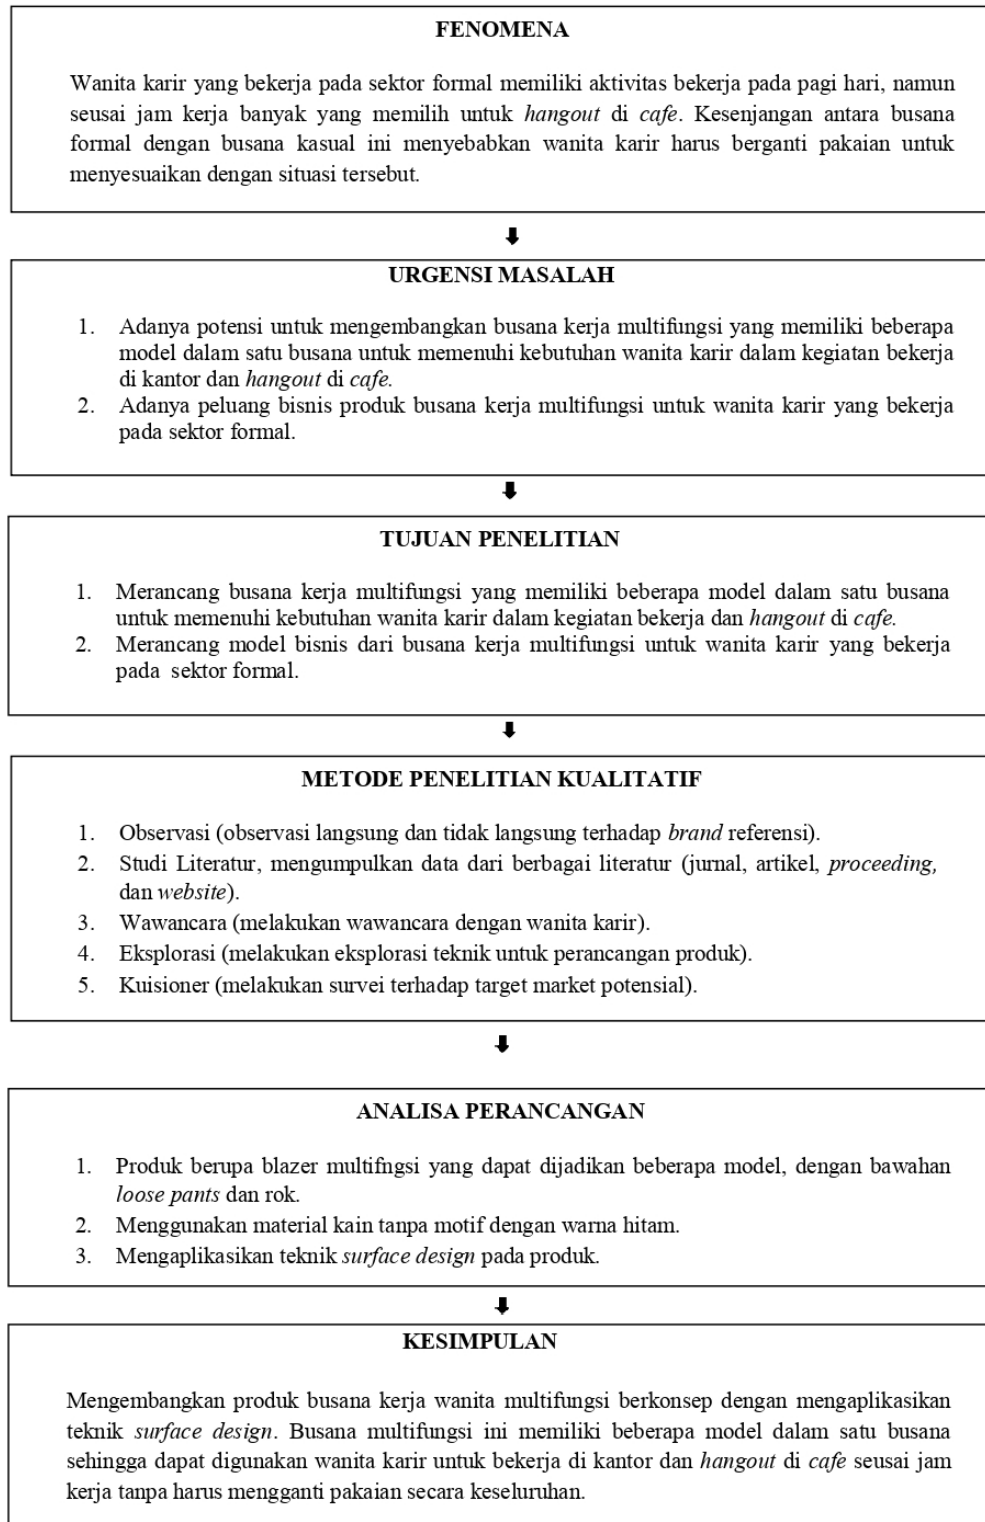 FENOMENA
Wanita karir yang bekerja pada sektor formal memiliki aktivitas bekerja pada pagi hari, namun
seusai jam kerja banyak yang memilih untuk hangout di cafe. Kesenjangan antara busana
formal dengan busana kasual ini menyebabkan wanita karir harus berganti pakaian untuk
menyesuaikan dengan situasi tersebut.
URGENSI MASALAH
1. Adanya potensi untuk mengembangkan busana kerja multifungsi yang memiliki beberapa
model dalam satu busana untuk memenuhi kebutuhan wanita karir dalam kegiatan bekerja
di kantor dan hangout di cafe.
2. Adanya peluang bisnis produk busana kerja multifungsi untuk wanita karir yang bekerja
pada sektor formal.
TUJUAN PENELITIAN
1. Merancang busana kerja multifungsi yang memiliki beberapa model dalam satu busana
untuk memenuhi kebutuhan wanita karir dalam kegiatan bekerja dan hangout di cafe.
2. Merancang model bisnis dari busana kerja multifungsi untuk wanita karir yang bekerja
pada sektor formal.
METODE PENELITIAN KUALITATIF
1. Observasi (observasi langsung dan tidak langsung terhadap brand referensi).
2. Studi Literatur, mengumpulkan data dari berbagai literatur (jurnal, artikel, proceeding,
dan website).
3. Wawancara (melakukan wawancara dengan wanita karir).
4. Eksplorasi (melakukan eksplorasi teknik untuk perancangan produk).
5. Kuisioner (melakukan survei terhadap target market potensial).
ANALISA PERANCANGAN
1. Produk berupa blazer multifngsi yang dapat dijadikan beberapa model, dengan bawahan
loose pants dan rok.
2. Menggunakan material kain tanpa motif dengan warna hitam.
3. Mengaplikasikan teknik surface design pada produk.
KESIMPULAN
Mengembangkan produk busana kerja wanita multifungsi berkonsep dengan mengaplikasikan
teknik surface design. Busana multifungsi ini memiliki beberapa model dalam satu busana
sehingga dapat digunakan wanita karir untuk bekerja di kantor dan hangout di cafe seusai jam
kerja tanpa harus mengganti pakaian secara keseluruhan.